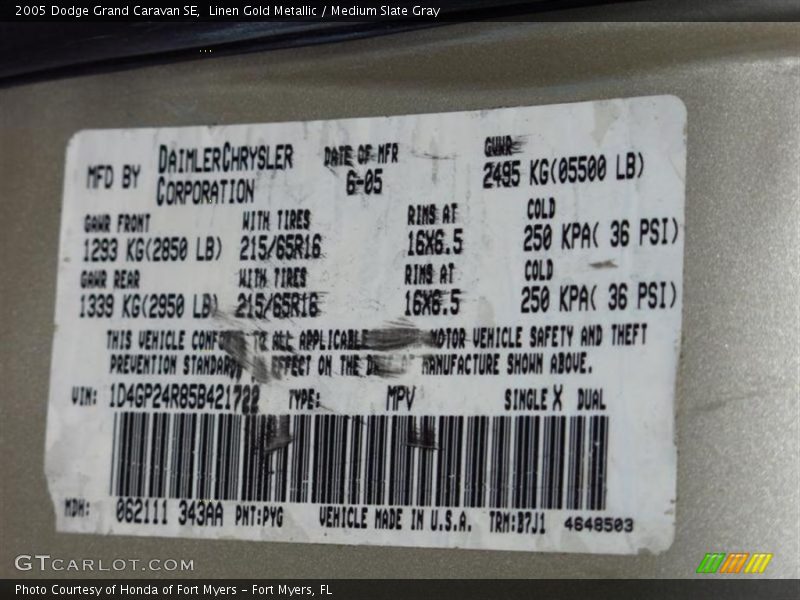 2005 Dodge Grand Caravan SE,  Linen Gold Metallic / Medium Slate Gray
MFD BY DAIMLERCHRYSLER CORPORATION
DATE OF MFR 6-05
GVWR 2495 KG(05500 LB)
GAWR FRONT WITH TIRES RIMS AT COLD
1293 KG(2850 LB) 215/65R16 16X6.5 250 KPA( 36 PSI)
GAWR REAR WITH TIRES RIMS AT COLD
1339 KG(2950 LB) 215/65R16 16X6.5 250 KPA( 36 PSI)
THIS VEHICLE TO ALL APPLICABLE MOTOR VEHICLE SAFETY AND THEFT
PREVENTION EFFECT ON THE MANUFACTURE SHOWN ABOVE.
VIN: 1D4GP24R85B421722 TYPE: MPV SINGLE X DUAL
MDH: 062111 343AA PNT:PYG VEHICLE MADE IN U.S.A. TRM:B7J1 4648503
GTCARLOT.COM
Photo Courtesy of Honda of Fort Myers – Fort Myers, FL